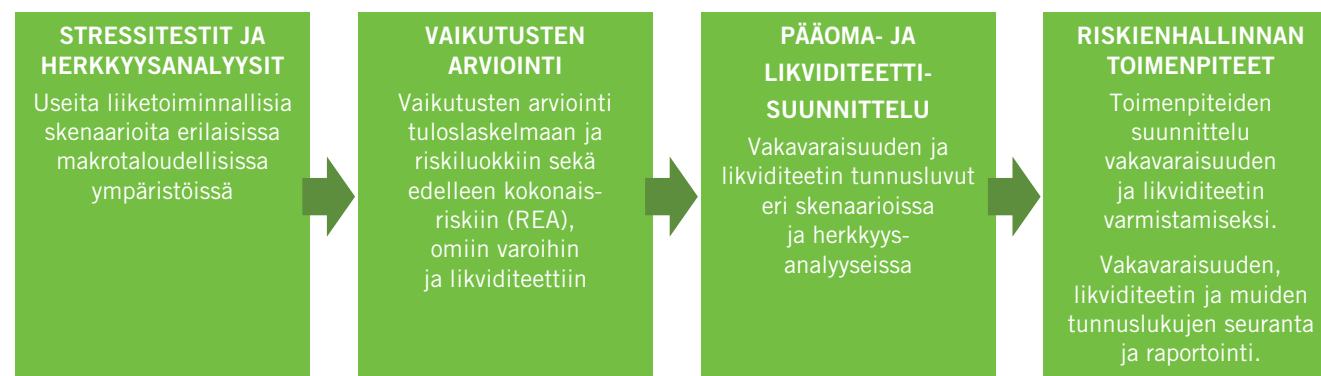 STRESSITESTIT JA
HERKKYYSANALYYSIT
Useita liiketoiminnallisia
skenaarioita erilaisissa
makrotaloudellisissa
ympäristöissä
VAIKUTUSTEN
ARVIOINTI
Vaikutusten arviointi
tuloslaskelmaan ja
riskiluokkiin sekä
edelleen kokonais-
riskiin (REA),
omiin varoihin
ja likviditeettiin
PÄÄOMA- JA
LIKVIDITEETTI-
SUUNNITTELU
Vakavaraisuuden ja
likviditeetin tunnusluvut
eri skenaarioissa
ja herkkyys-
analyyseissa
RISKIENHALLINNAN
TOIMENPITEET
Toimenpiteiden
suunnittelu
vakavaraisuuden
ja likviditeetin
varmistamiseksi.
Vakavaraisuuden,
likviditeetin ja muiden
tunnuslukujen seuranta
ja raportointi.